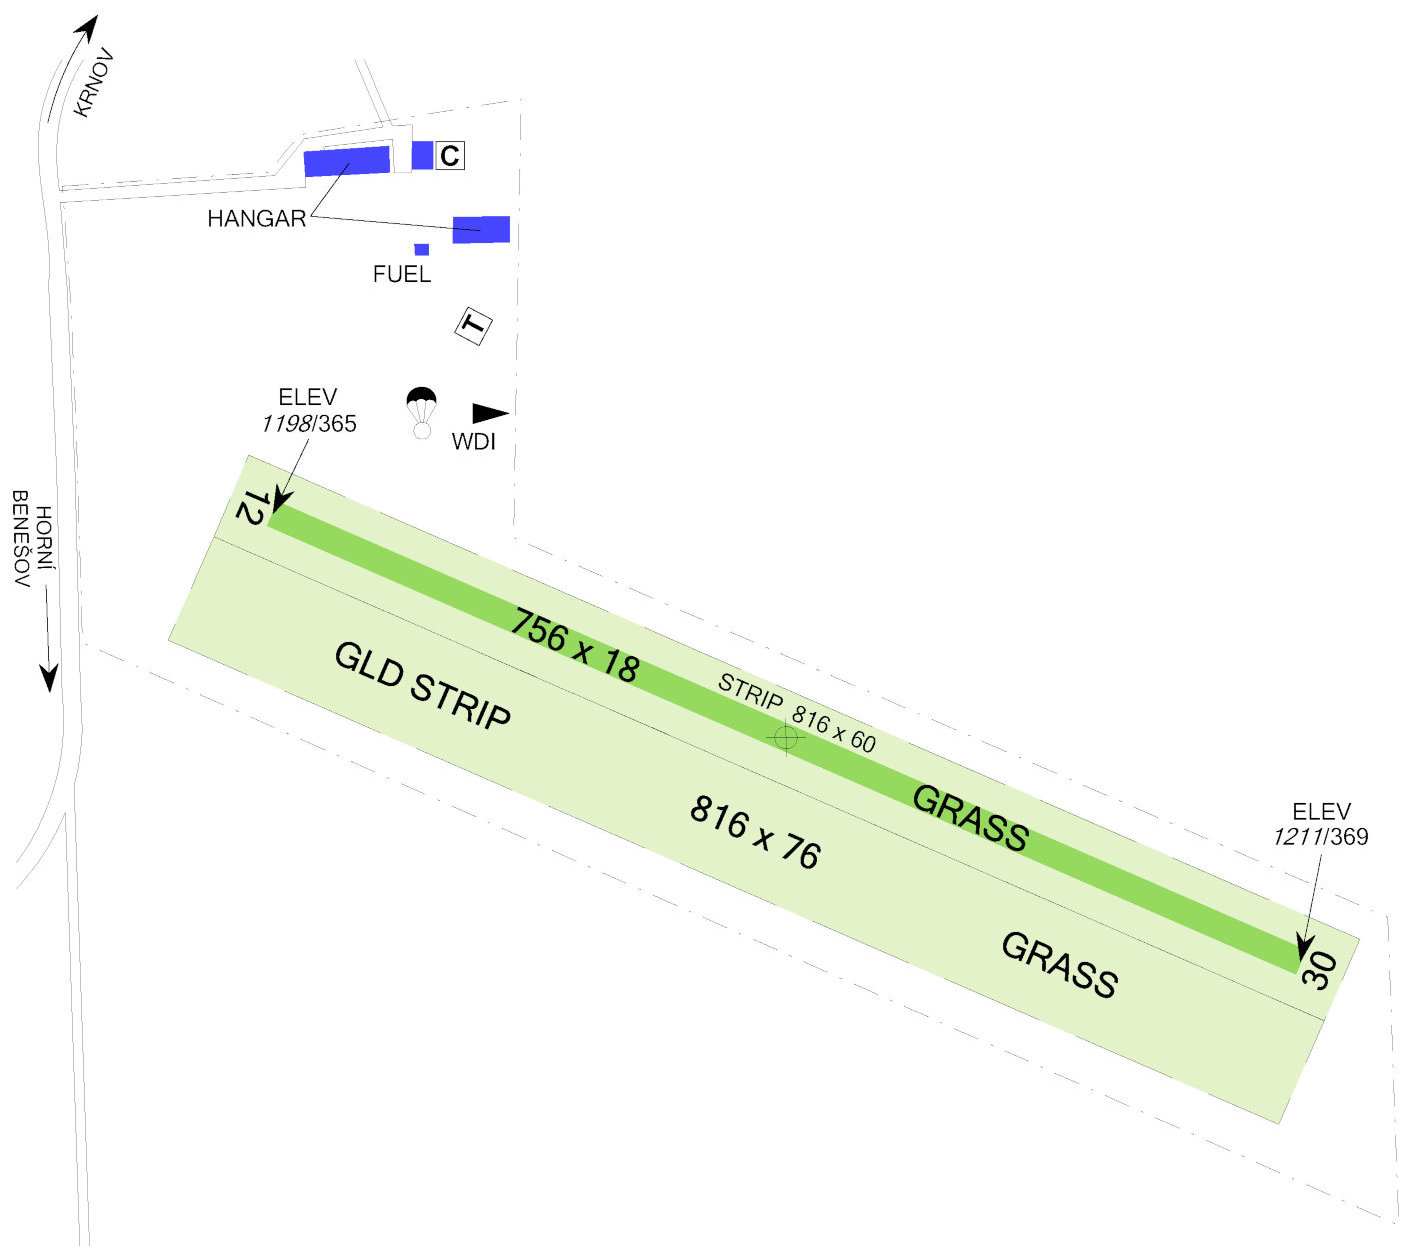 KRNOV
C
HANGAR
FUEL
T
ELEV
1198/365
WDI
HORNÍ
BENEŠOV
12
756 x 18
GLD STRIP
STRIP 816 x 60
GRASS
816 x 76
ELEV
1211/369
GRASS
30